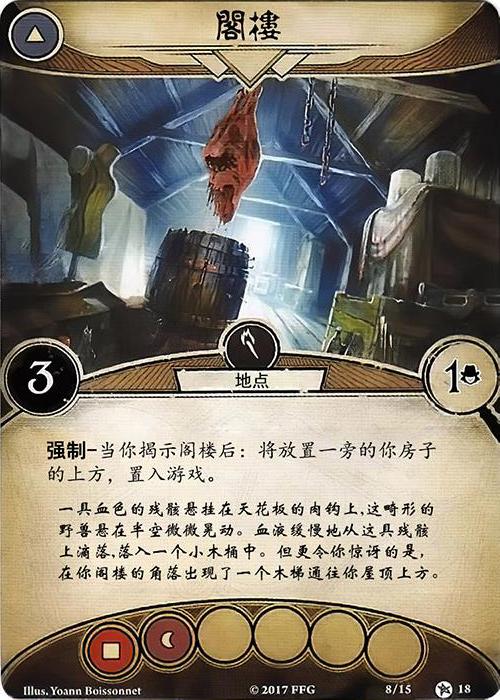 閣樓
3
地点
1
强制-当你揭示阁楼后：将放置一旁的你房子
的上方，置入游戏。
一具血色的残骸悬挂在天花板的肉钩上，这畸形的
野兽悬在半空微微晃动。血液缓慢地从这具残骸
上滴落，落入一个小木桶中。但更令你惊讶的是，
在你阁楼的角落出现了一个木梯通往你屋顶上方。
Illus. Yoann Boissonnet
© 2017 FFG
8/15
18